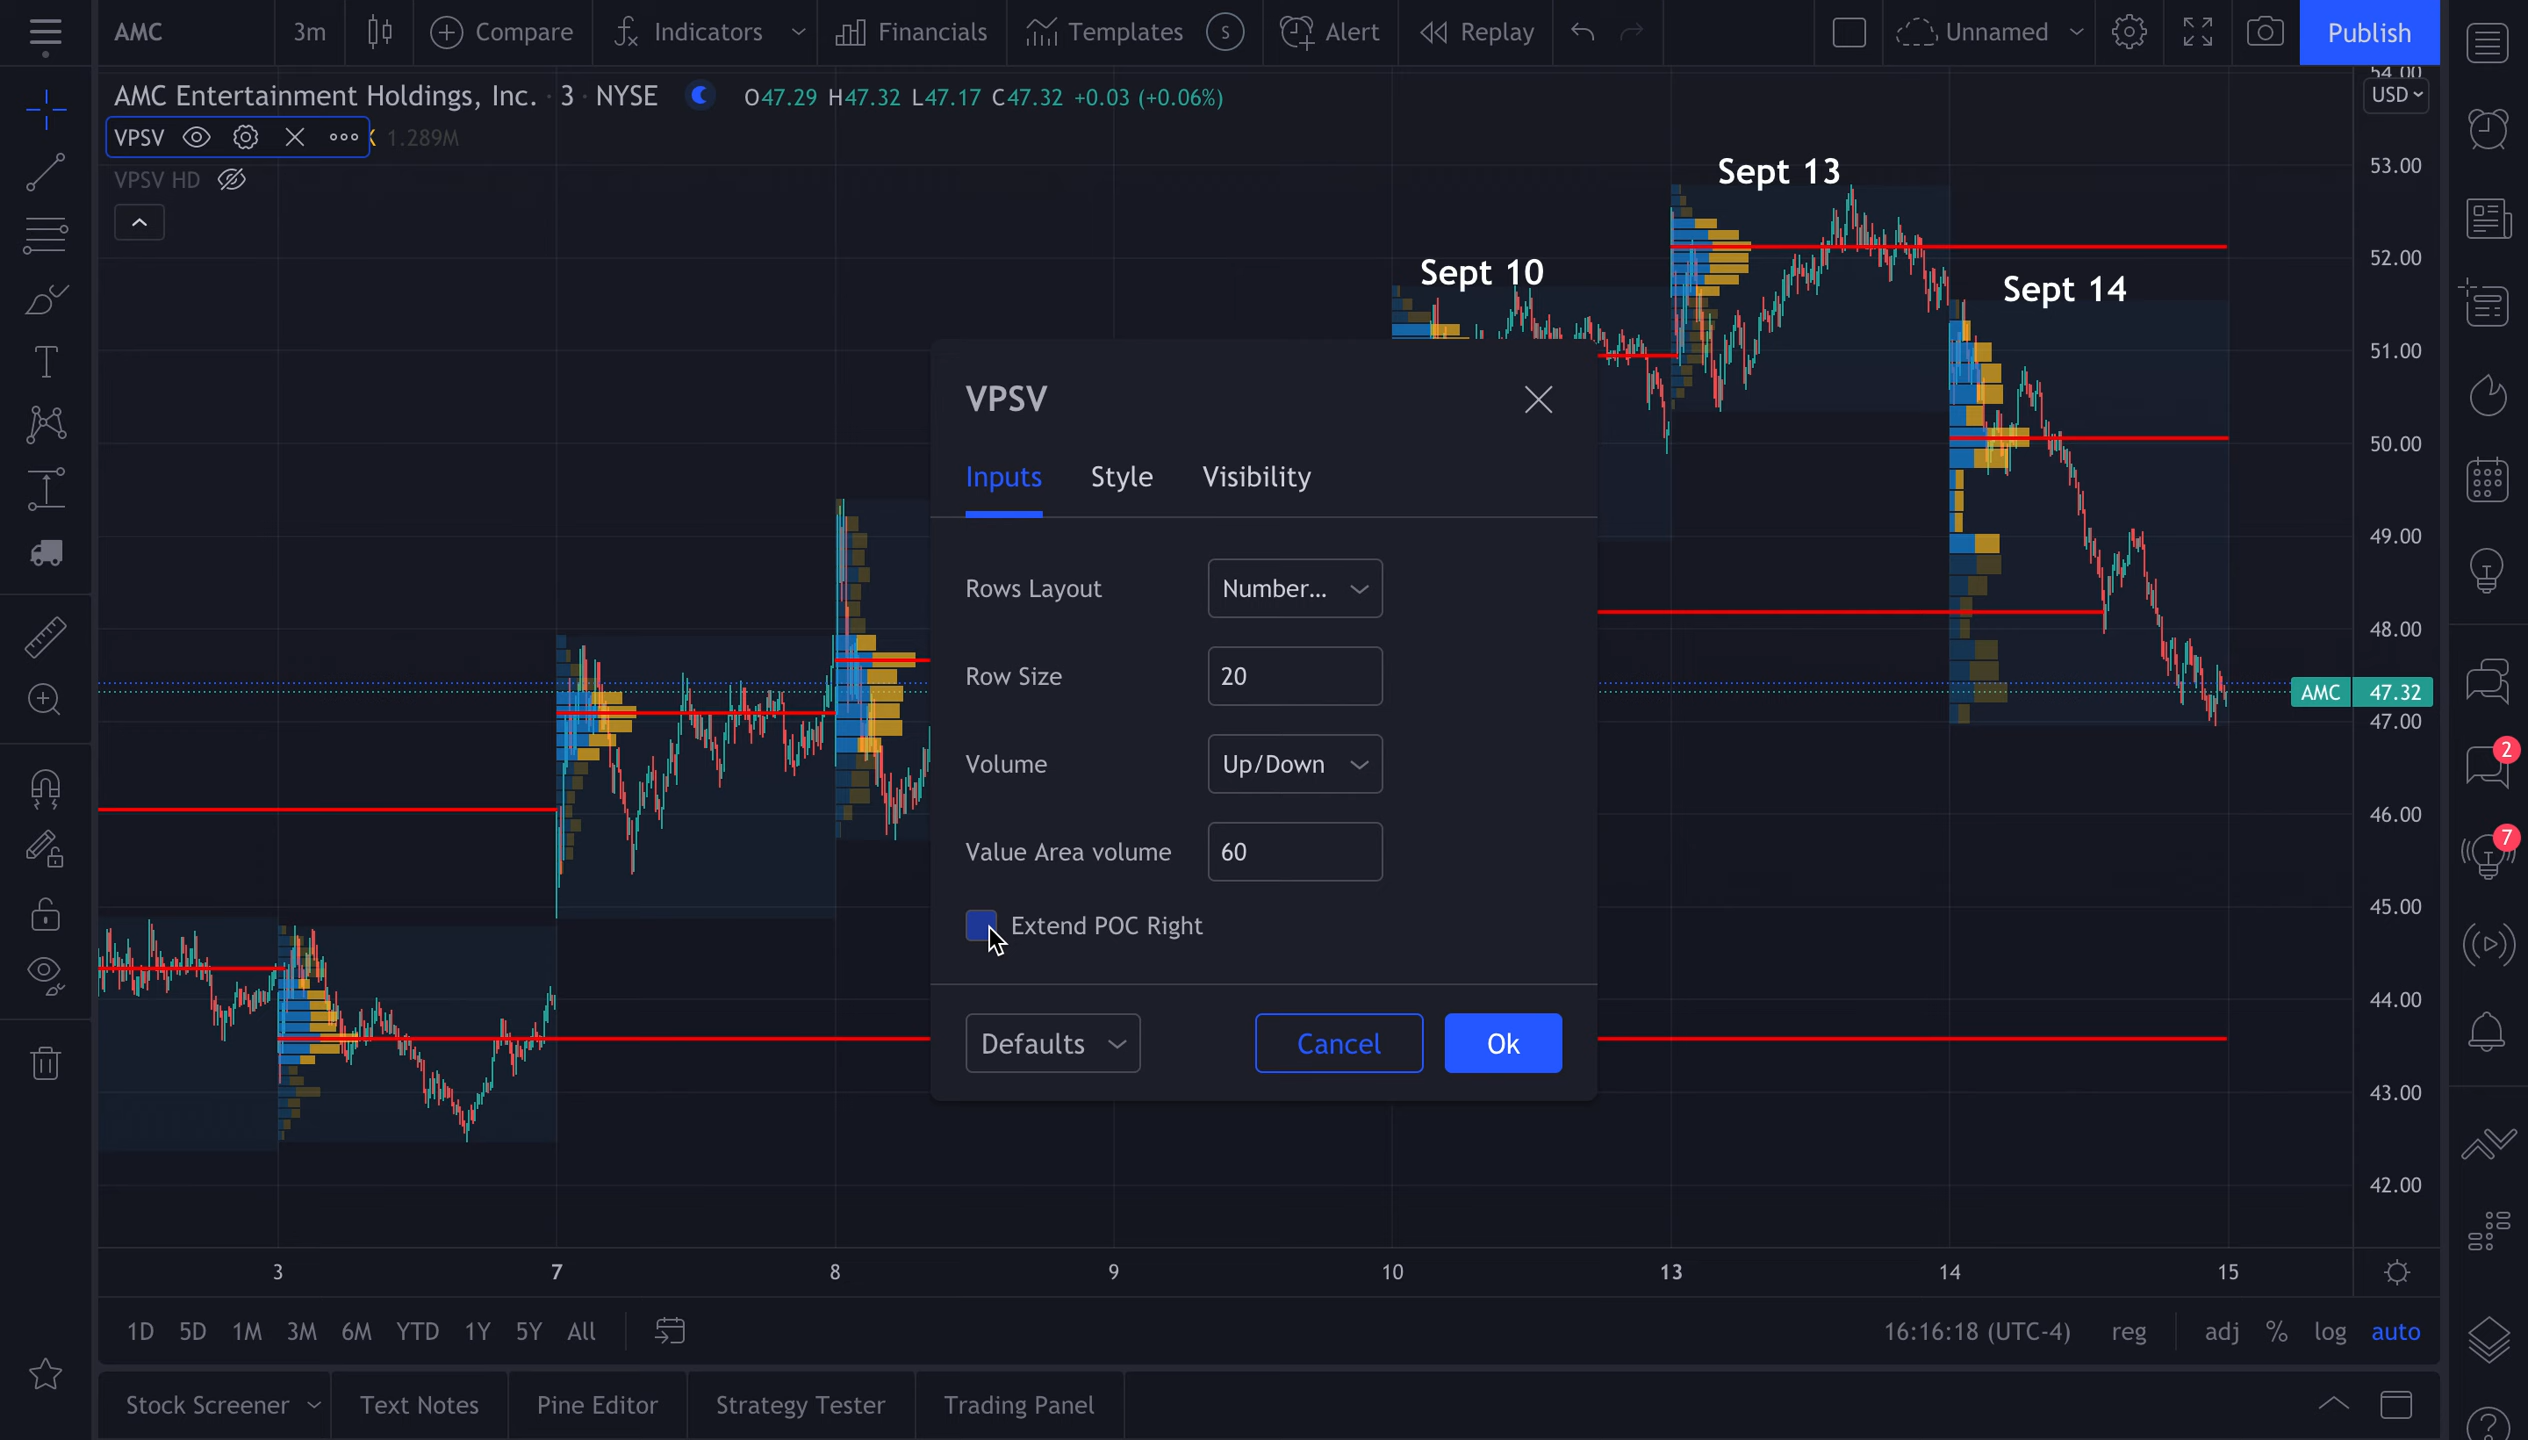 AMC 3m Compare Indicators Financials Templates S Alert Replay Unnamed Publish
AMC Entertainment Holdings, Inc. · 3 · NYSE O47.29 H47.32 L47.17 C47.32 +0.03 (+0.06%)
54.00
USD
VPSV 1.289M
VPSV HD
53.00
Sept 13
52.00
Sept 10
Sept 14
51.00
50.00
49.00
48.00
AMC 47.32
47.00
46.00
45.00
44.00
43.00
42.00
VPSV
Inputs Style Visibility
Rows Layout Number...
Row Size 20
Volume Up/Down
Value Area volume 60
Extend POC Right
Defaults Cancel Ok
2
7
3 7 8 9 10 13 14 15
1D 5D 1M 3M 6M YTD 1Y 5Y All 16:16:18 (UTC-4) reg adj % log auto
Stock Screener Text Notes Pine Editor Strategy Tester Trading Panel